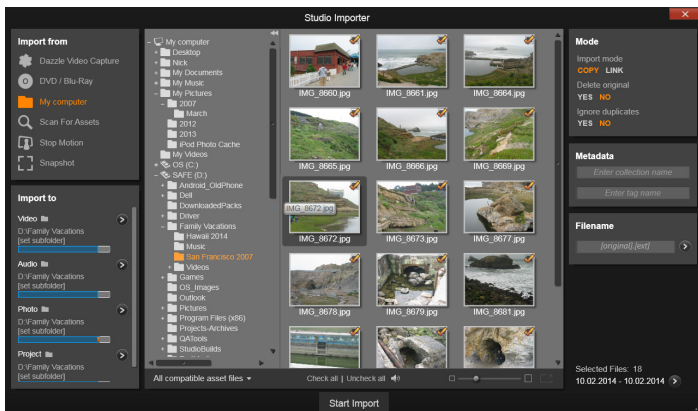 Studio Importer
Import from
Dazzle Video Capture
DVD / Blu-Ray
My computer
Scan For Assets
Stop Motion
Snapshot
Import to
Video
D:\Family Vacations
[set subfolder]
Audio
D:\Family Vacations
[set subfolder]
Photo
D:\Family Vacations
[set subfolder]
Project
D:\Family Vacations
[set subfolder]
My computer
Desktop
Nick
My Documents
My Music
My Pictures
2007
March
2012
2013
iPod Photo Cache
My Videos
OS (C:)
SAFE (D:)
Android_OldPhone
Dell
DownloadedPacks
Driver
Family Vacations
Hawaii 2014
Music
San Francisco 2007
Videos
Games
OS_Images
Outlook
Pictures
Program Files (x86)
Projects-Archives
QATools
StudioBuilds
IMG_8660.jpg
IMG_8661.jpg
IMG_8664.jpg
IMG_8665.jpg
IMG_8666.jpg
IMG_8669.jpg
IMG_8672.jpg
IMG_8672.jpg
IMG_8673.jpg
IMG_8677.jpg
IMG_8678.jpg
IMG_8679.jpg
IMG_8681.jpg
All compatible asset files
Check all | Uncheck all
Mode
Import mode
COPY LINK
Delete original
YES NO
Ignore duplicates
YES NO
Metadata
Enter collection name
Enter tag name
Filename
[original].[ext]
Selected Files: 18
10.02.2014 - 10.02.2014
Start Import